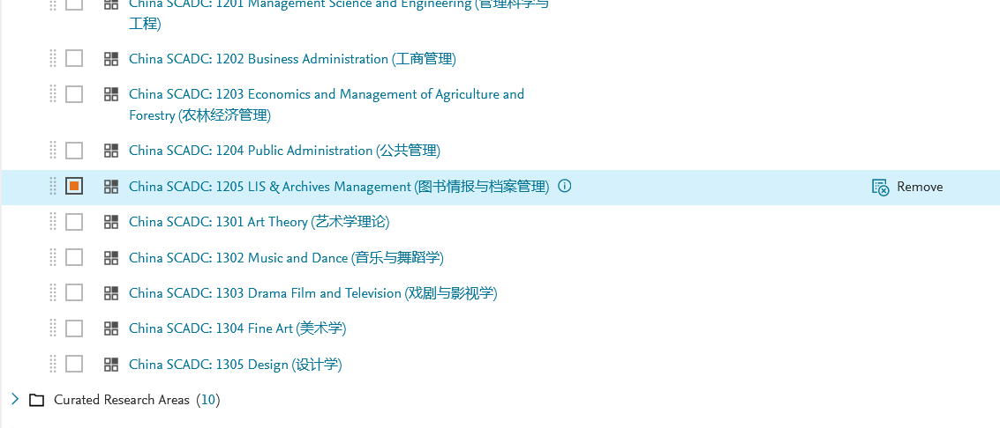 China SCADC: 1201 Management Science and Engineering (管理科学与
工程)
China SCADC: 1202 Business Administration (工商管理)
China SCADC: 1203 Economics and Management of Agriculture and
Forestry (农林经济管理)
China SCADC: 1204 Public Administration (公共管理)
China SCADC: 1205 LIS & Archives Management (图书情报与档案管理) Remove
China SCADC: 1301 Art Theory (艺术学理论)
China SCADC: 1302 Music and Dance (音乐与舞蹈学)
China SCADC: 1303 Drama Film and Television (戏剧与影视学)
China SCADC: 1304 Fine Art (美术学)
China SCADC: 1305 Design (设计学)
Curated Research Areas (10)